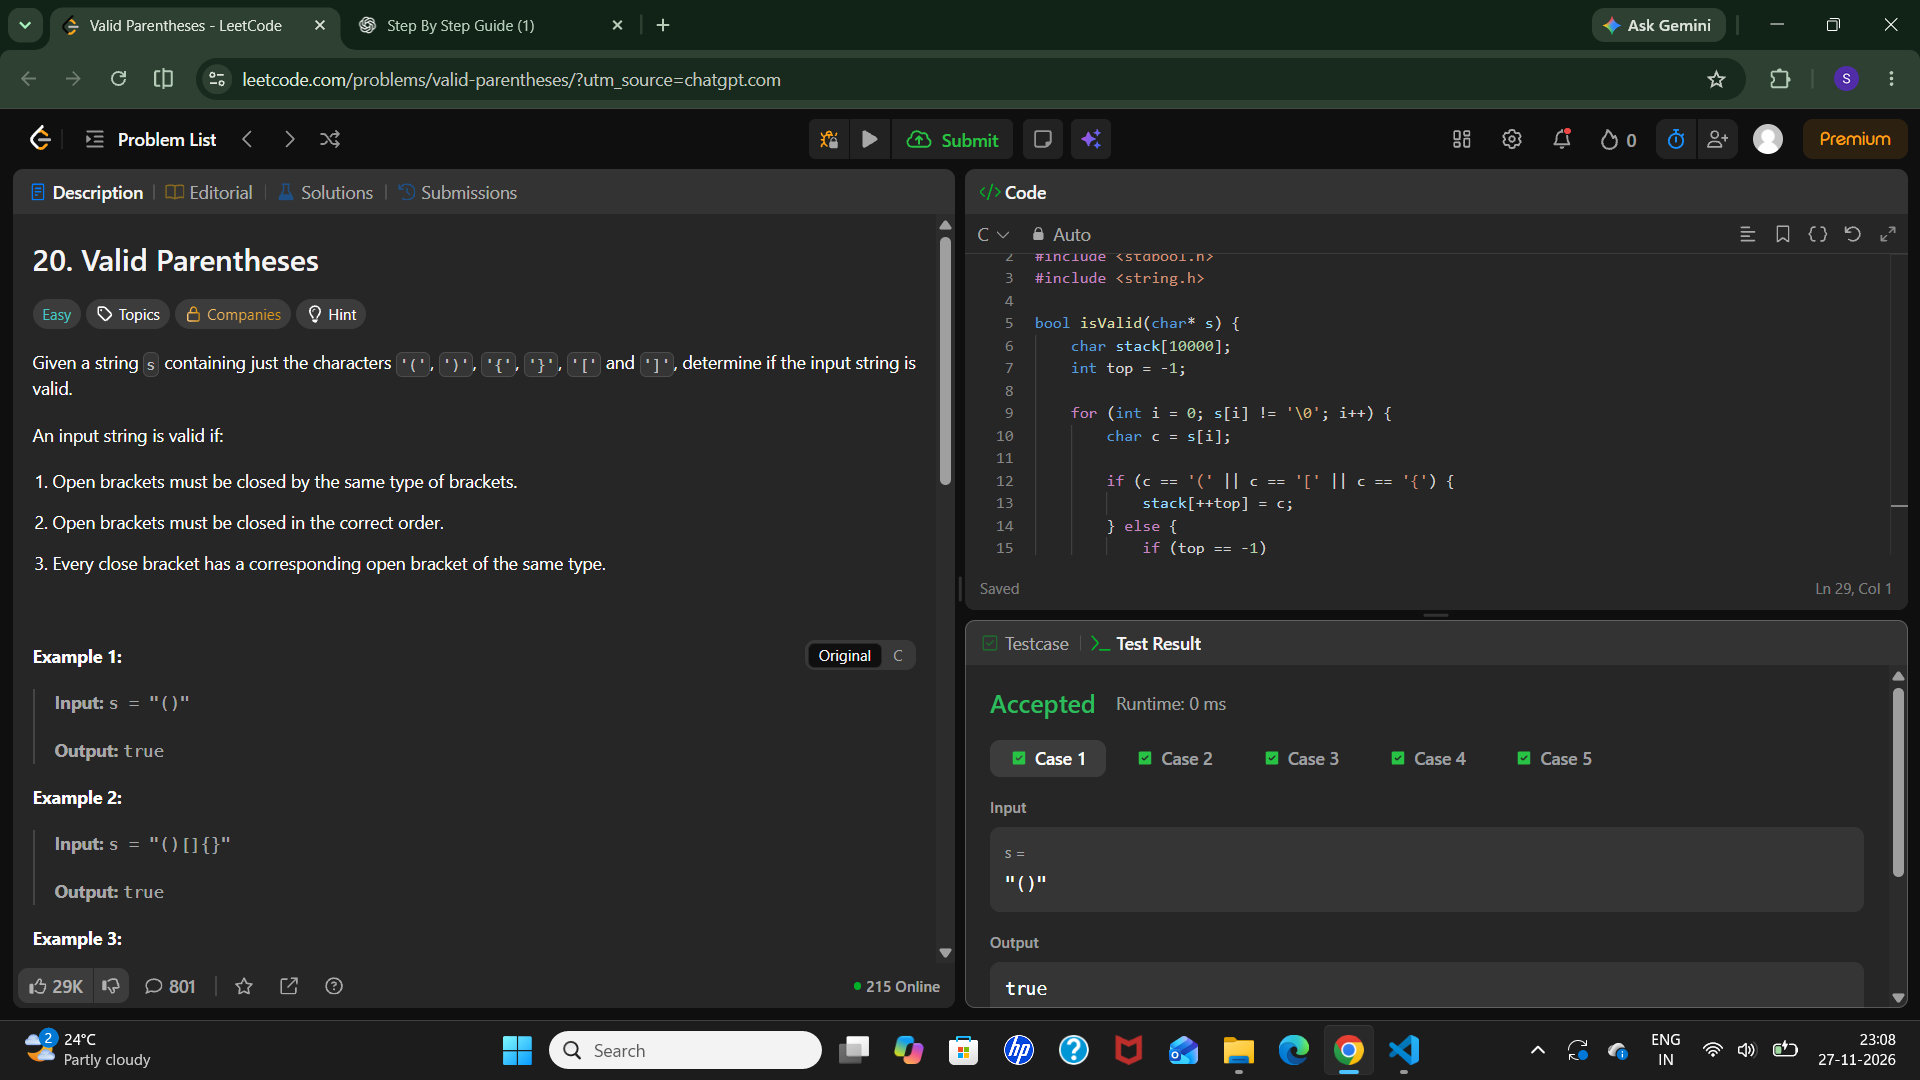 Valid Parentheses - LeetCode
Step By Step Guide (1)
Ask Gemini
leetcode.com/problems/valid-parentheses/?utm_source=chatgpt.com
S
Problem List
Submit
0
Premium
Description
Editorial
Solutions
Submissions
20. Valid Parentheses
Easy
Topics
Companies
Hint
Given a string s containing just the characters '(', ')', '{', '}', '[' and ']', determine if the input string is
valid.
An input string is valid if:
1. Open brackets must be closed by the same type of brackets.
2. Open brackets must be closed in the correct order.
3. Every close bracket has a corresponding open bracket of the same type.
Example 1:
Original C
Input: s = "()"
Output: true
Example 2:
Input: s = "()[]{}"
Output: true
Example 3:
29K
801
215 Online
</> Code
C
Auto
2 #include <stdbool.h>
3 #include <string.h>
4
5 bool isValid(char* s) {
6 char stack[10000];
7 int top = -1;
8
9 for (int i = 0; s[i] != '\0'; i++) {
10 char c = s[i];
11
12 if (c == '(' || c == '[' || c == '{') {
13 stack[++top] = c;
14 } else {
15 if (top == -1)
Saved
Ln 29, Col 1
Testcase
>_ Test Result
Accepted
Runtime: 0 ms
Case 1
Case 2
Case 3
Case 4
Case 5
Input
s =
"()"
Output
true
2
24°C
Partly cloudy
Search
hp
ENG
IN
23:08
27-11-2026